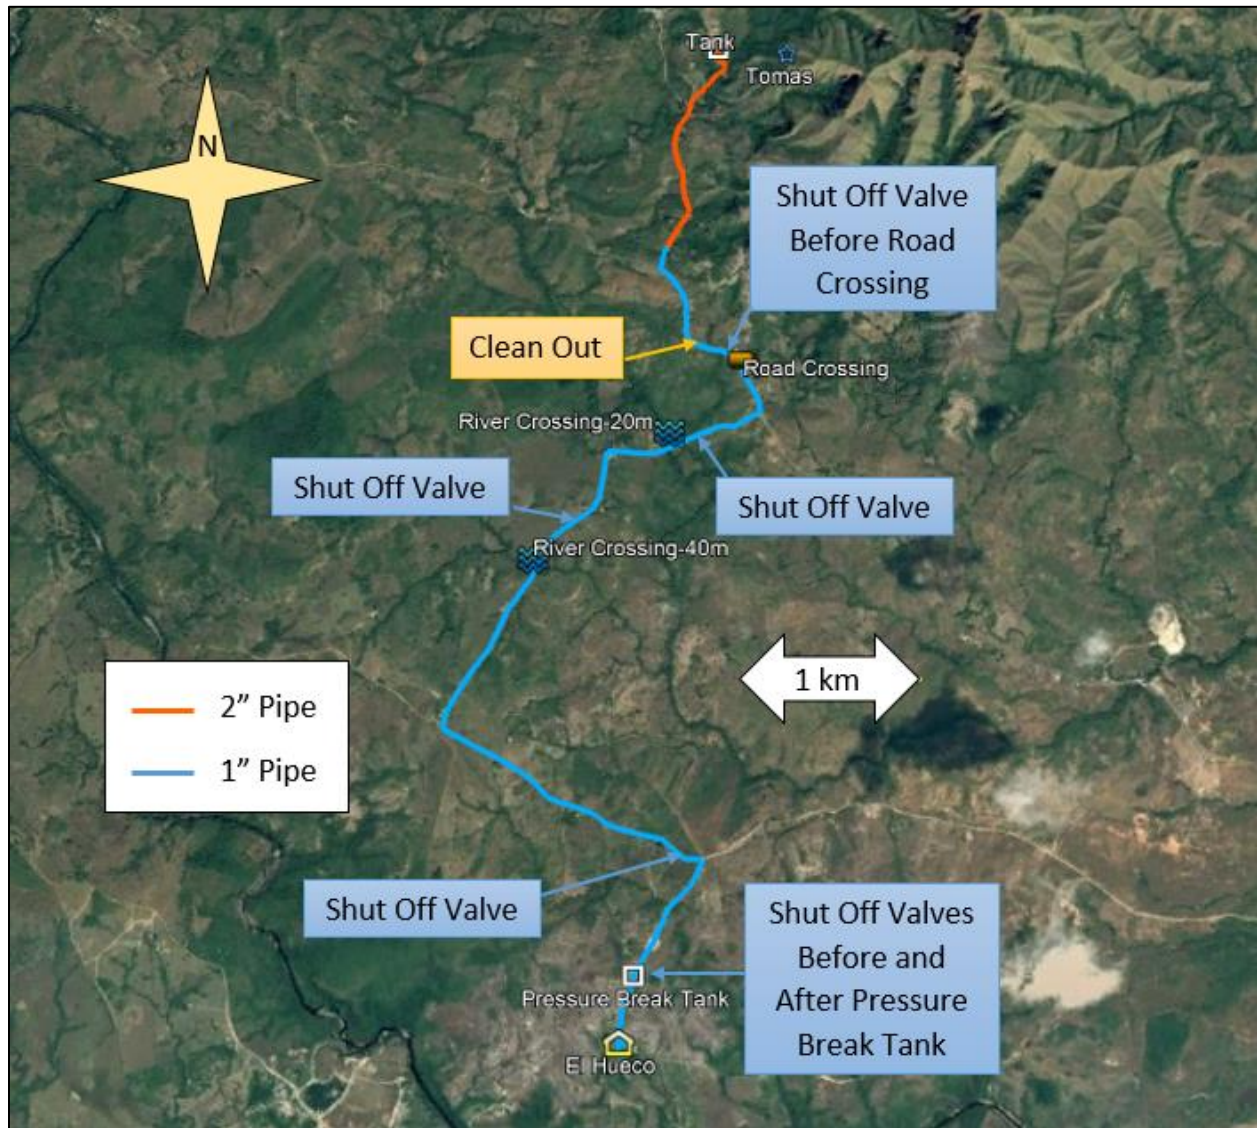 Tank
Tomas
N
Shut Off Valve
Before Road
Crossing
Clean Out
Road Crossing
River Crossing-20m
Shut Off Valve
Shut Off Valve
River Crossing-40m
1 km
2” Pipe
1” Pipe
Shut Off Valve
Shut Off Valves
Before and
After Pressure
Break Tank
Pressure Break Tank
El Hueco